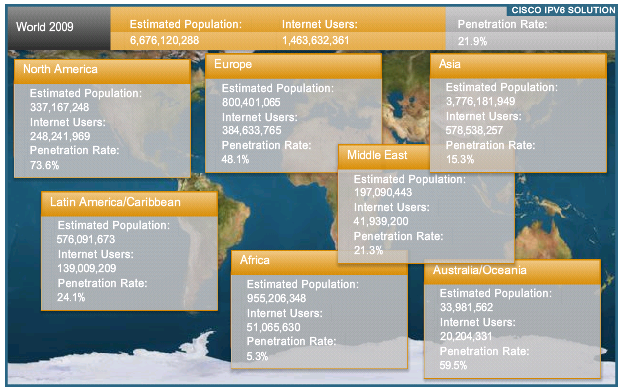 CISCO IPV6 SOLUTION
World 2009
Estimated Population:
6,676,120,288
Internet Users:
1,463,632,361
Penetration Rate:
21.9%
North America
Estimated Population:
337,167,248
Internet Users:
248,241,969
Penetration Rate:
73.6%
Europe
Estimated Population:
800,401,065
Internet Users:
384,633,765
Penetration Rate:
48.1%
Asia
Estimated Population:
3,776,181,949
Internet Users:
578,538,257
Penetration Rate:
15.3%
Middle East
Estimated Population:
197,090,443
Internet Users:
41,939,200
Penetration Rate:
21.3%
Latin America/Caribbean
Estimated Population:
576,091,673
Internet Users:
139,009,209
Penetration Rate:
24.1%
Africa
Estimated Population:
955,206,348
Internet Users:
51,065,630
Penetration Rate:
5.3%
Australia/Oceania
Estimated Population:
33,981,562
Internet Users:
20,204,331
Penetration Rate:
59.5%